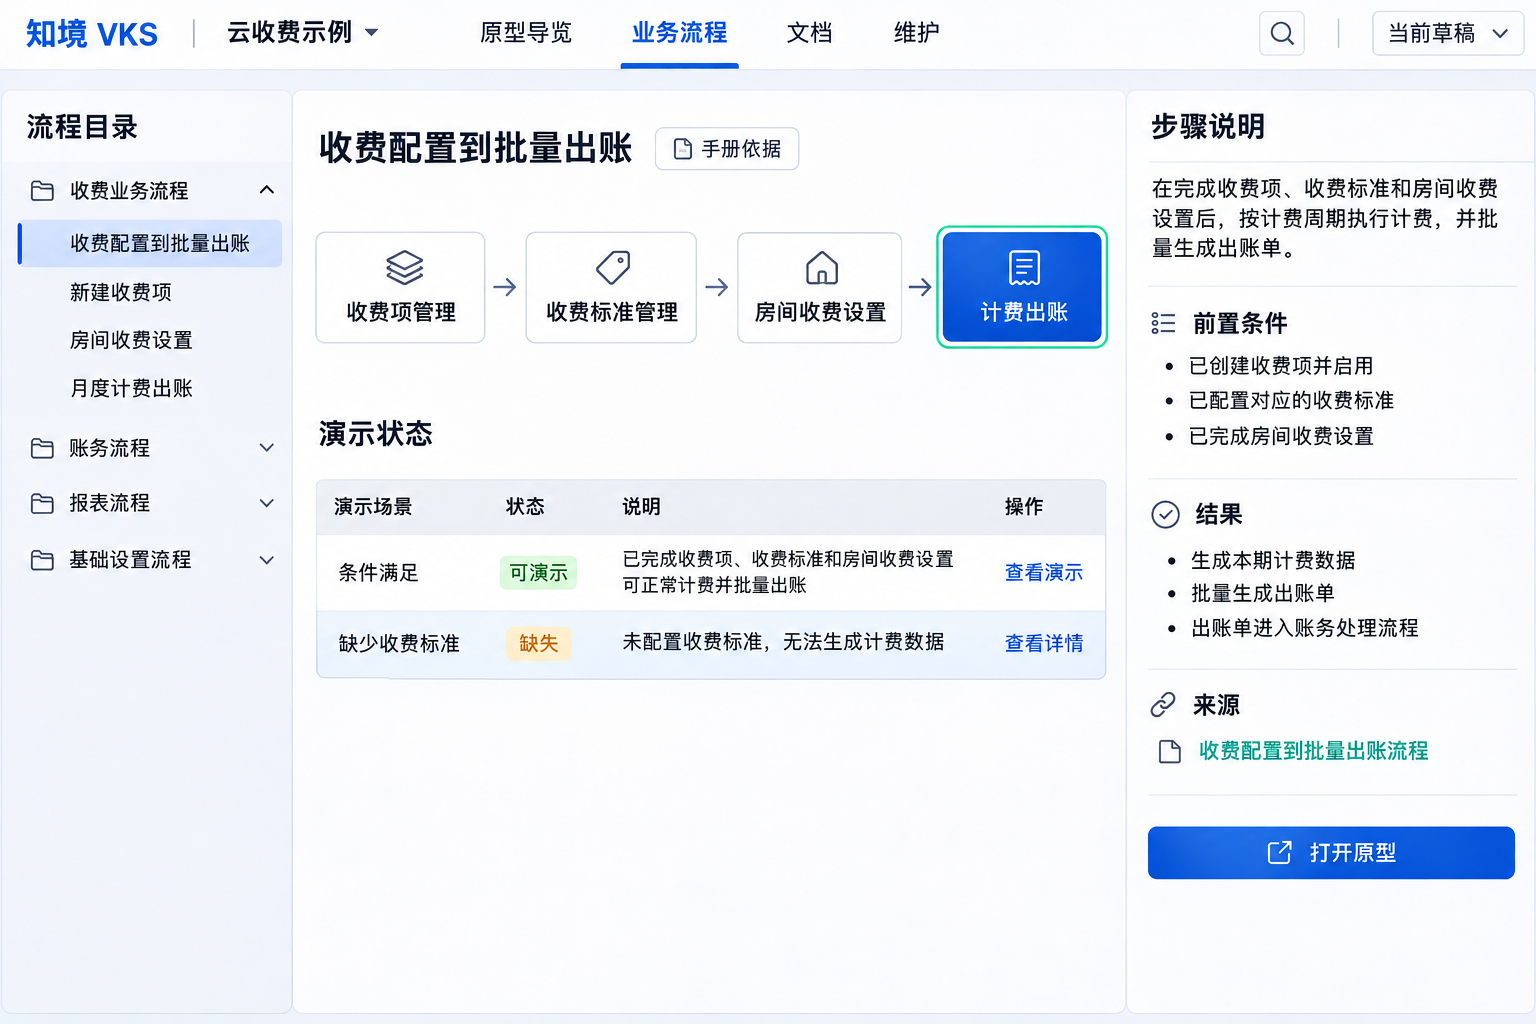 知境 VKS
云收费示例
原型导览
业务流程
文档
维护
当前草稿
流程目录
收费业务流程
收费配置到批量出账
新建收费项
房间收费设置
月度计费出账
账务流程
报表流程
基础设置流程
收费配置到批量出账
手册依据
收费项管理
收费标准管理
房间收费设置
计费出账
演示状态
演示场景 状态 说明 操作
条件满足 可演示 已完成收费项、收费标准和房间收费设置
可正常计费并批量出账 查看演示
缺少收费标准 缺失 未配置收费标准，无法生成计费数据 查看详情
步骤说明
在完成收费项、收费标准和房间收费
设置后，按计费周期执行计费，并批
量生成出账单。
前置条件
• 已创建收费项并启用
• 已配置对应的收费标准
• 已完成房间收费设置
结果
• 生成本期计费数据
• 批量生成出账单
• 出账单进入账务处理流程
来源
收费配置到批量出账流程
打开原型